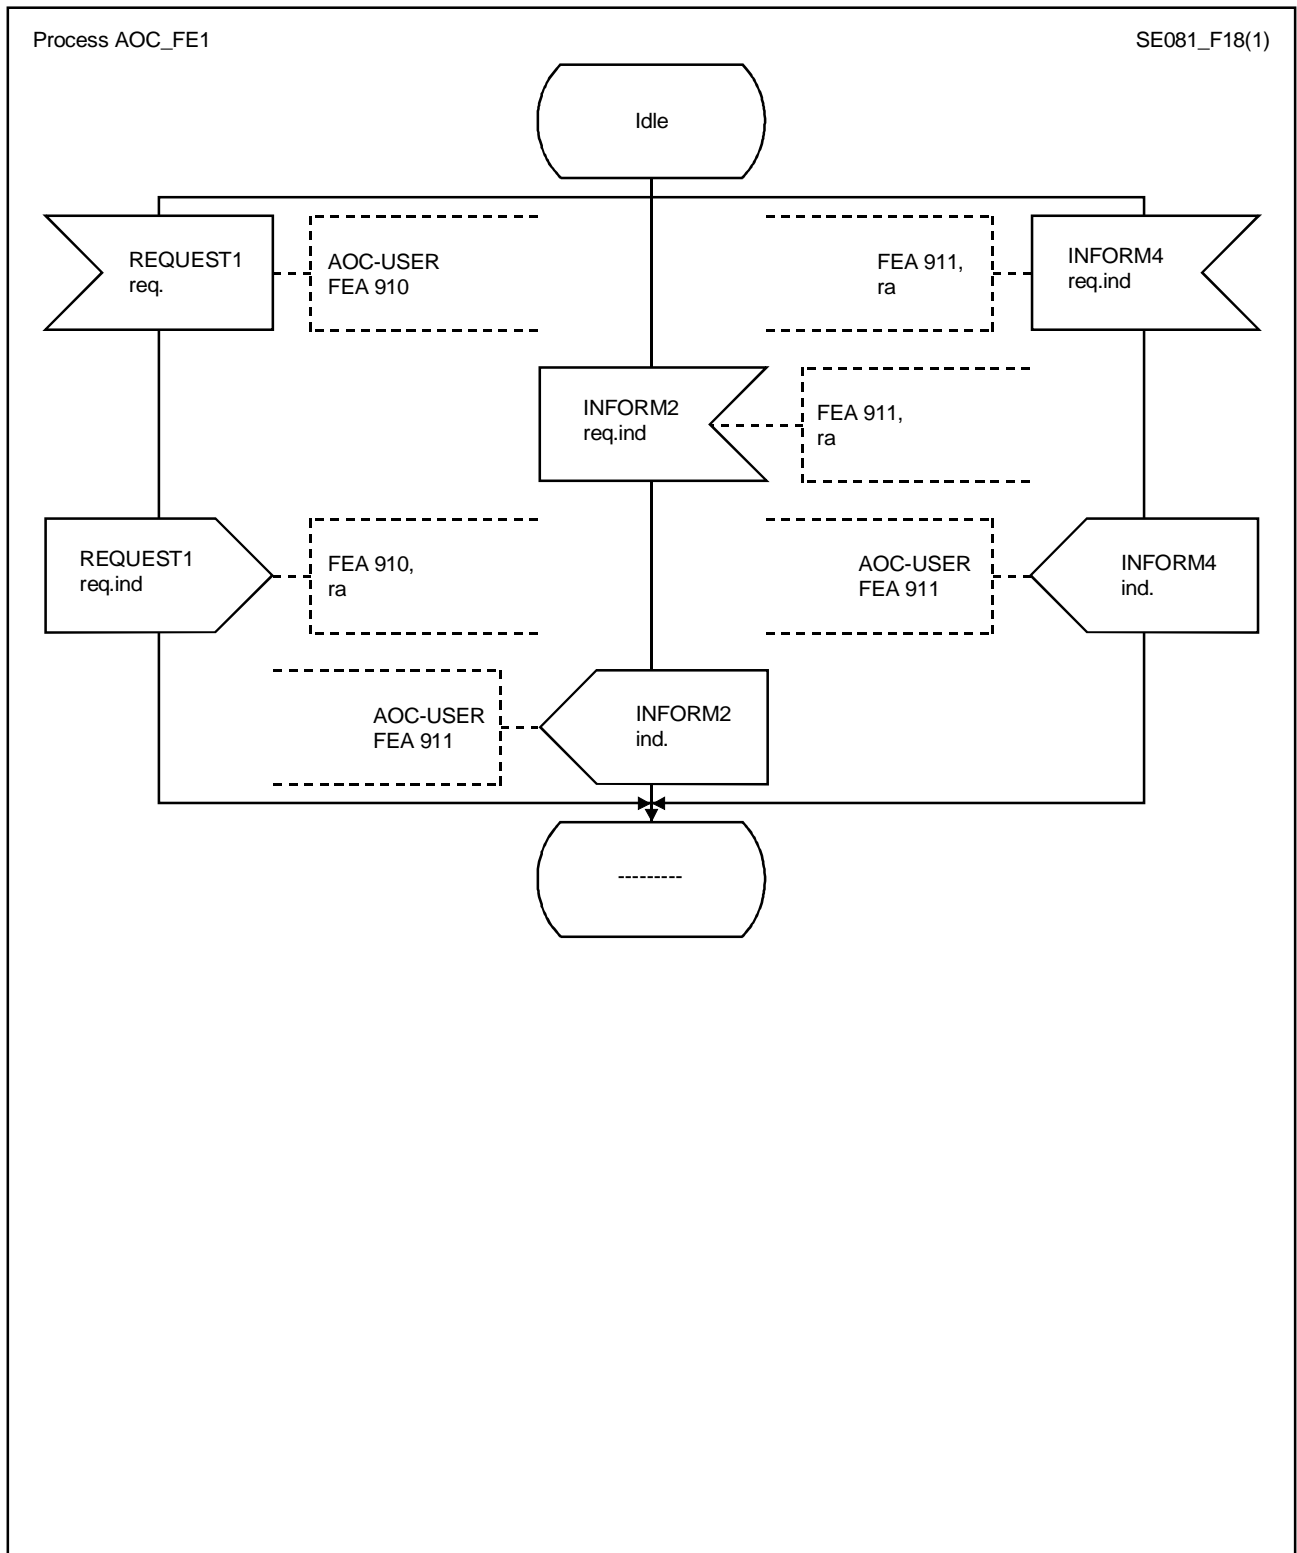 Process AOC_FE1
SE081_F18(1)
Idle
REQUEST1
req.
AOC-USER
FEA 910
FEA 911,
ra
INFORM4
req.ind
INFORM2
req.ind
FEA 911,
ra
REQUEST1
req.ind
FEA 910,
ra
AOC-USER
FEA 911
INFORM4
ind.
AOC-USER
FEA 911
INFORM2
ind.
---------